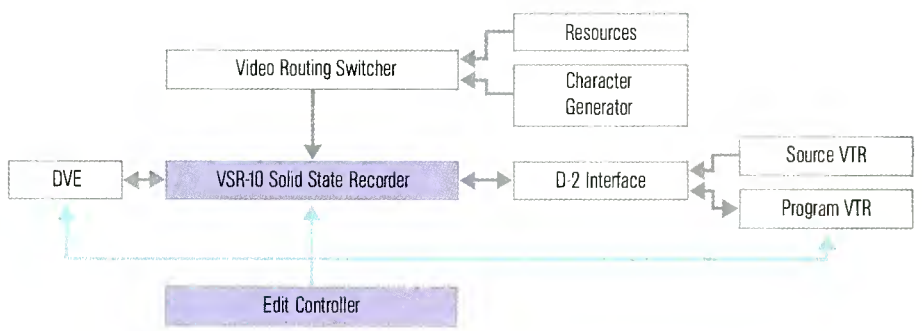 Resources
Video Routing Switcher
Character
Generator
DVE
VSR-10 Solid State Recorder
D-2 Interface
Source VTR
Program VTR
Edit Controller